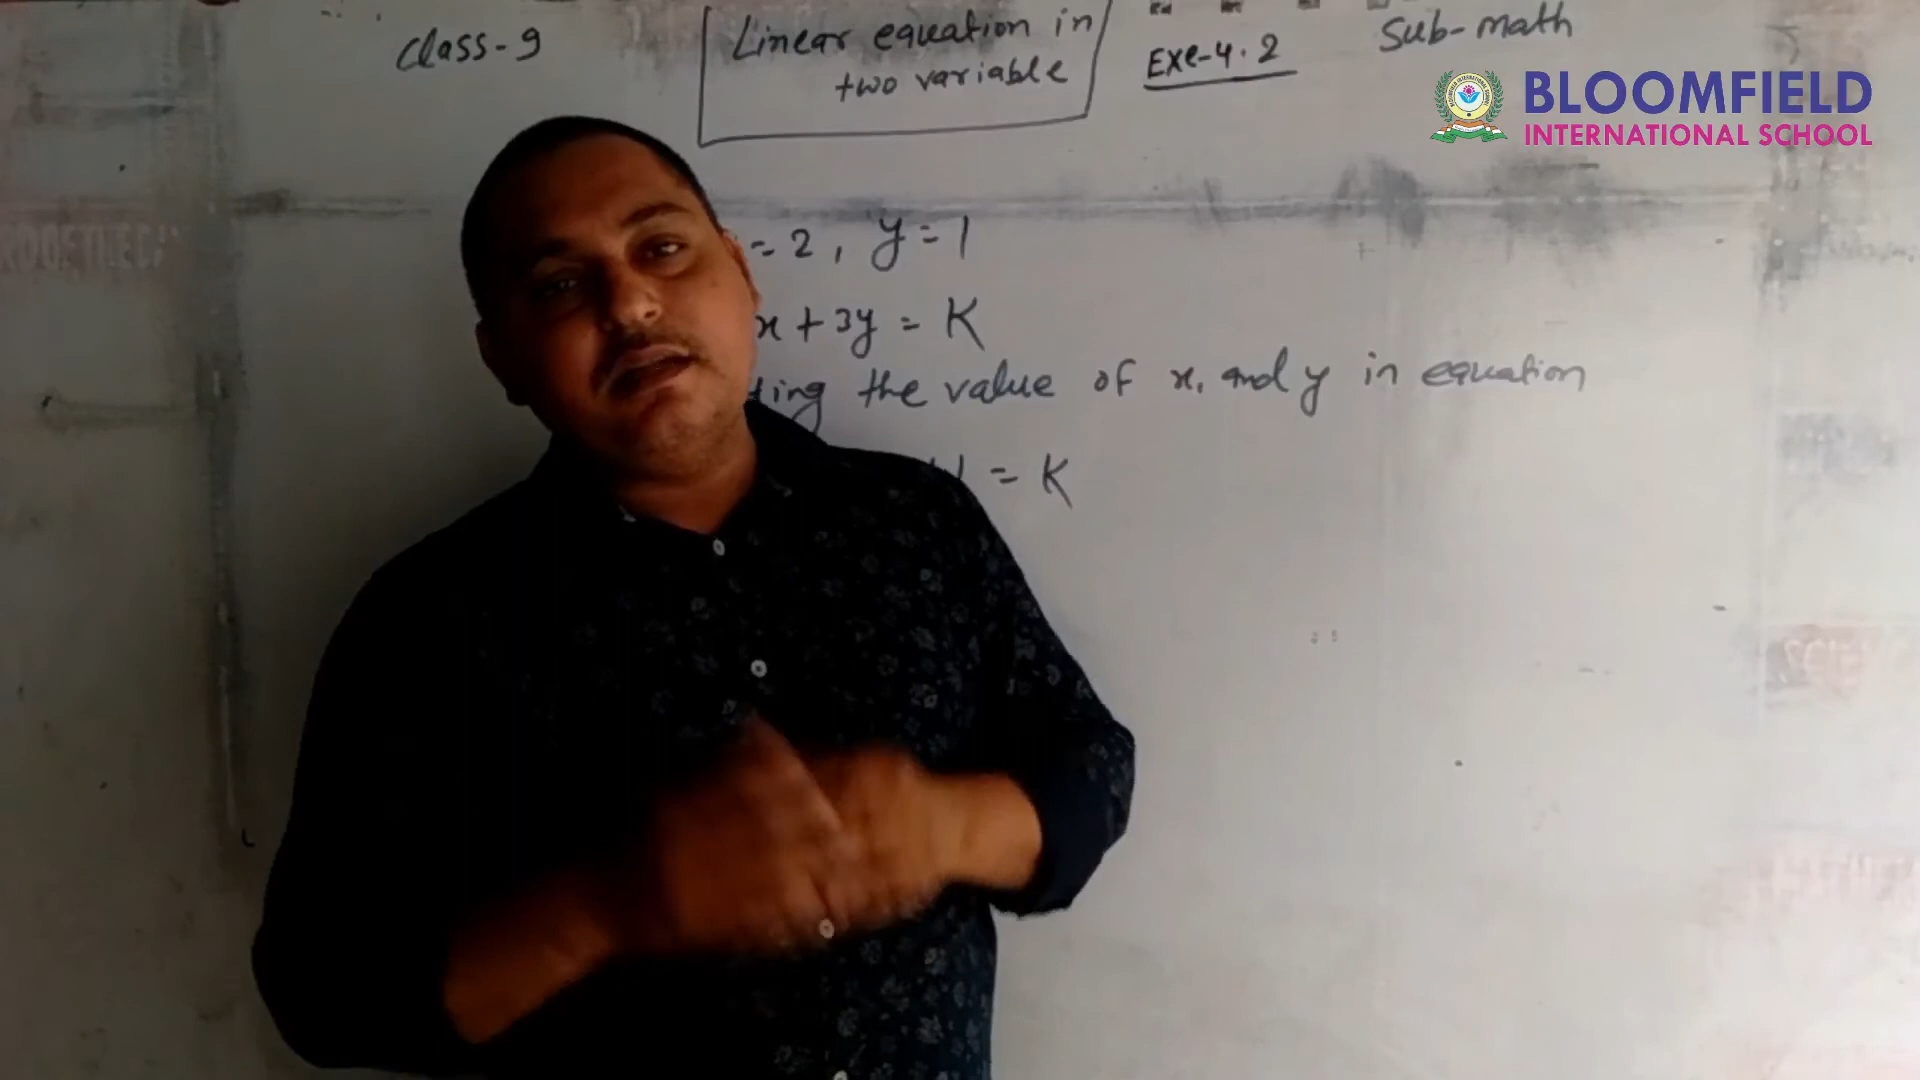 Class-9
Linear equation in
two variable
Exe-4.2
Sub-math
BLOOMFIELD
INTERNATIONAL SCHOOL
=2, y=1
x + 3y = K
ting the value of x, and y in equation
= K